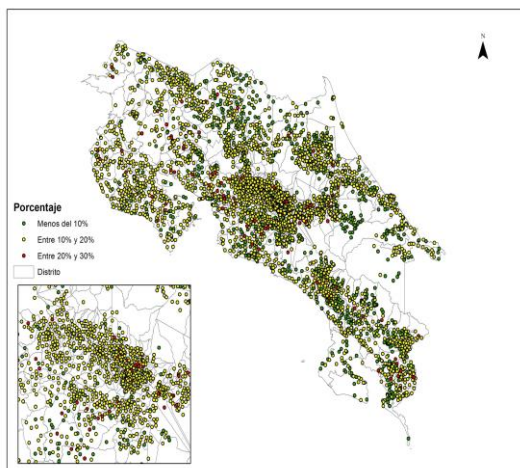 N
Porcentaje
Menos del 10%
Entre 10% y 20%
Entre 20% y 30%
Distrito